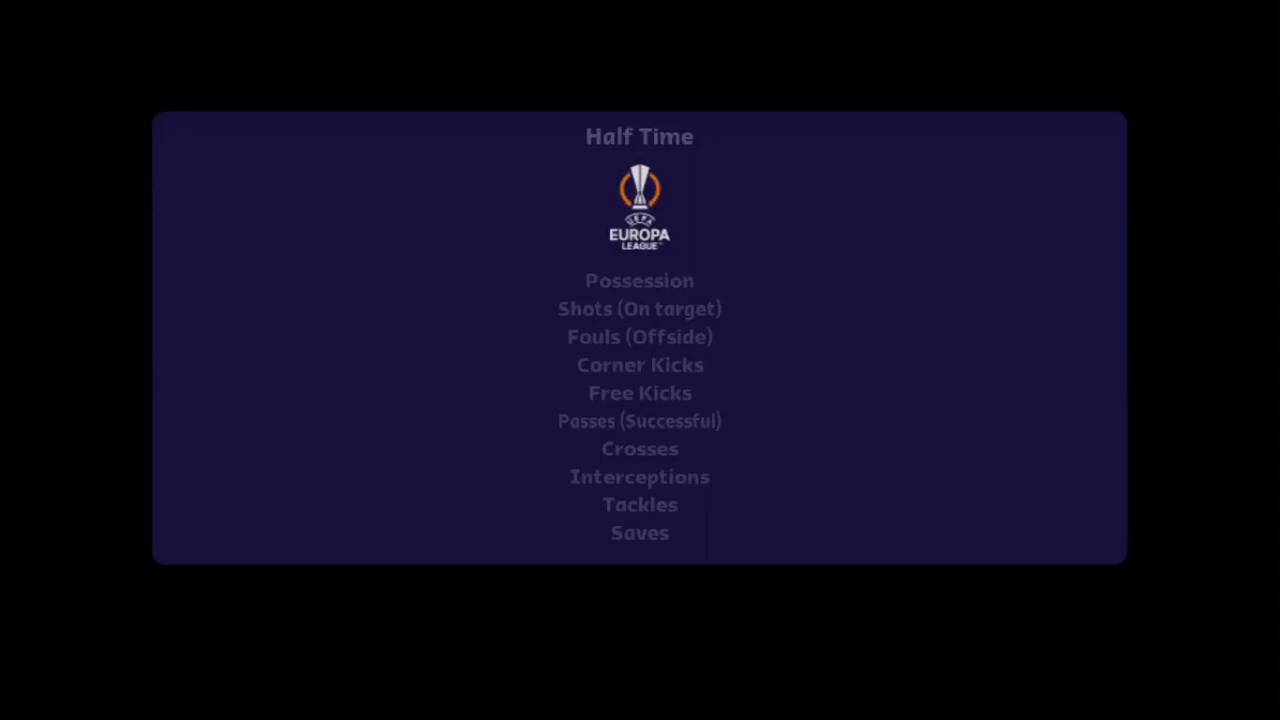 Half Time
UEFA
EUROPA
LEAGUE
Possession
Shots (On target)
Fouls (Offside)
Corner Kicks
Free Kicks
Passes (Successful)
Crosses
Interceptions
Tackles
Saves